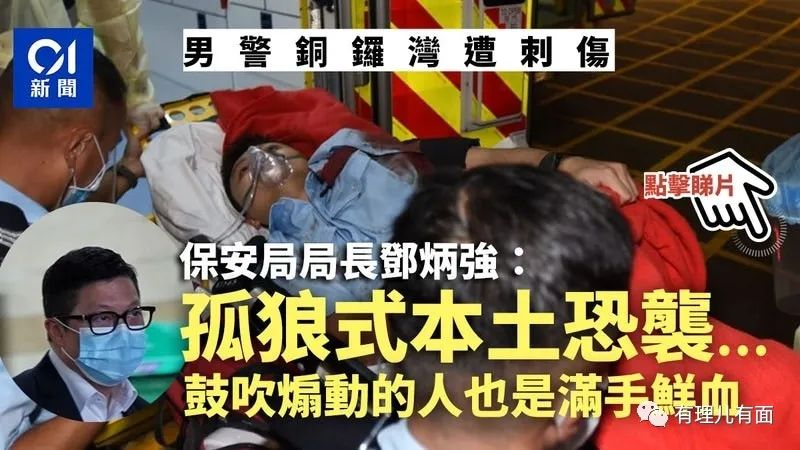 01
新聞
男警銅鑼灣遭刺傷
點擊睇片
保安局局長鄧炳強：
孤狼式本土恐襲...
鼓吹煽動的人也是滿手鮮血
有理儿有面